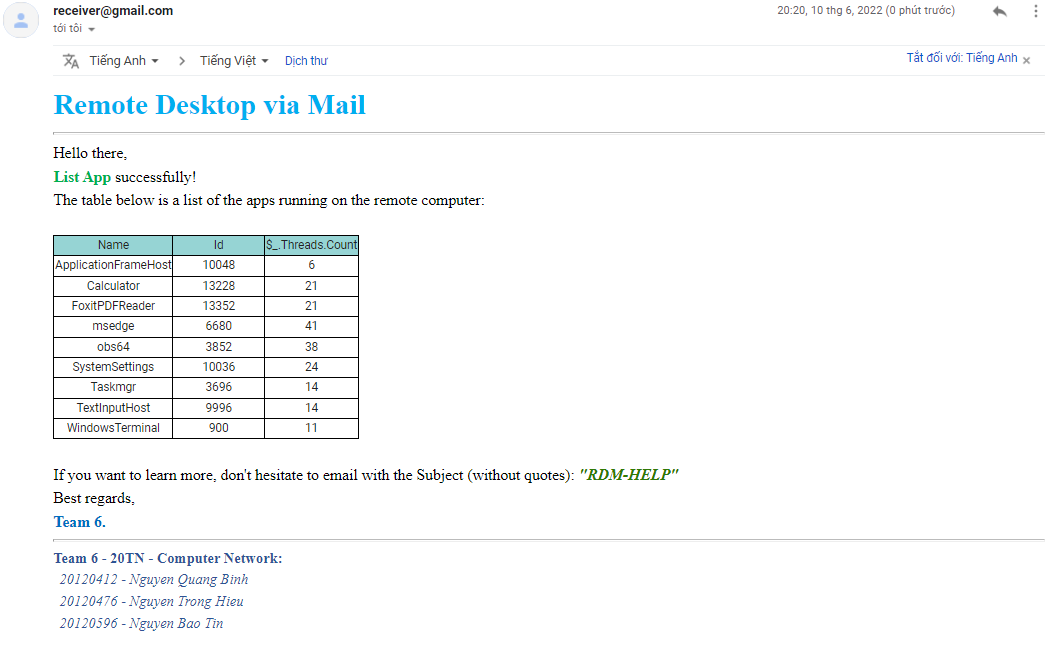 receiver@gmail.com
20:20, 10 thg 6, 2022 (0 phút trước)
tới tôi
Tiếng Anh > Tiếng Việt Dịch thư
Tắt đối với: Tiếng Anh ×
Remote Desktop via Mail
Hello there,
List App successfully!
The table below is a list of the apps running on the remote computer:
Name Id $_.Threads.Count
ApplicationFrameHost 10048 6
Calculator 13228 21
FoxitPDFReader 13352 21
msedge 6680 41
obs64 3852 38
SystemSettings 10036 24
Taskmgr 3696 14
TextInputHost 9996 14
WindowsTerminal 900 11
If you want to learn more, don't hesitate to email with the Subject (without quotes): "RDM-HELP"
Best regards,
Team 6.
Team 6 - 20TN - Computer Network:
20120412 - Nguyen Quang Binh
20120476 - Nguyen Trong Hieu
20120596 - Nguyen Bao Tin